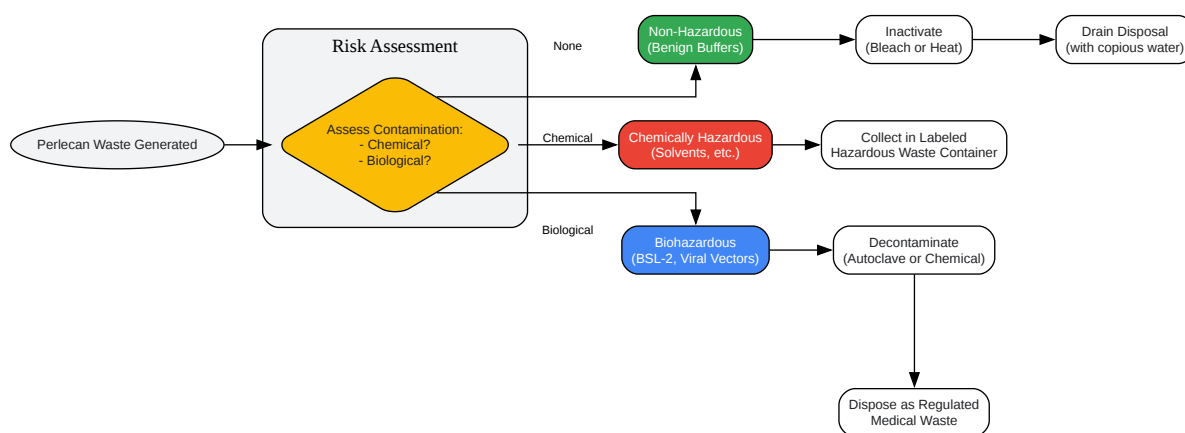 Risk Assessment
Perlecan Waste Generated
Assess Contamination:
- Chemical?
- Biological?
None
Non-Hazardous
(Benign Buffers)
Inactivate
(Bleach or Heat)
Drain Disposal
(with copious water)
Chemical
Chemically Hazardous
(Solvents, etc.)
Collect in Labeled
Hazardous Waste Container
Biological
Biohazardous
(BSL-2, Viral Vectors)
Decontaminate
(Autoclave or Chemical)
Dispose as Regulated
Medical Waste